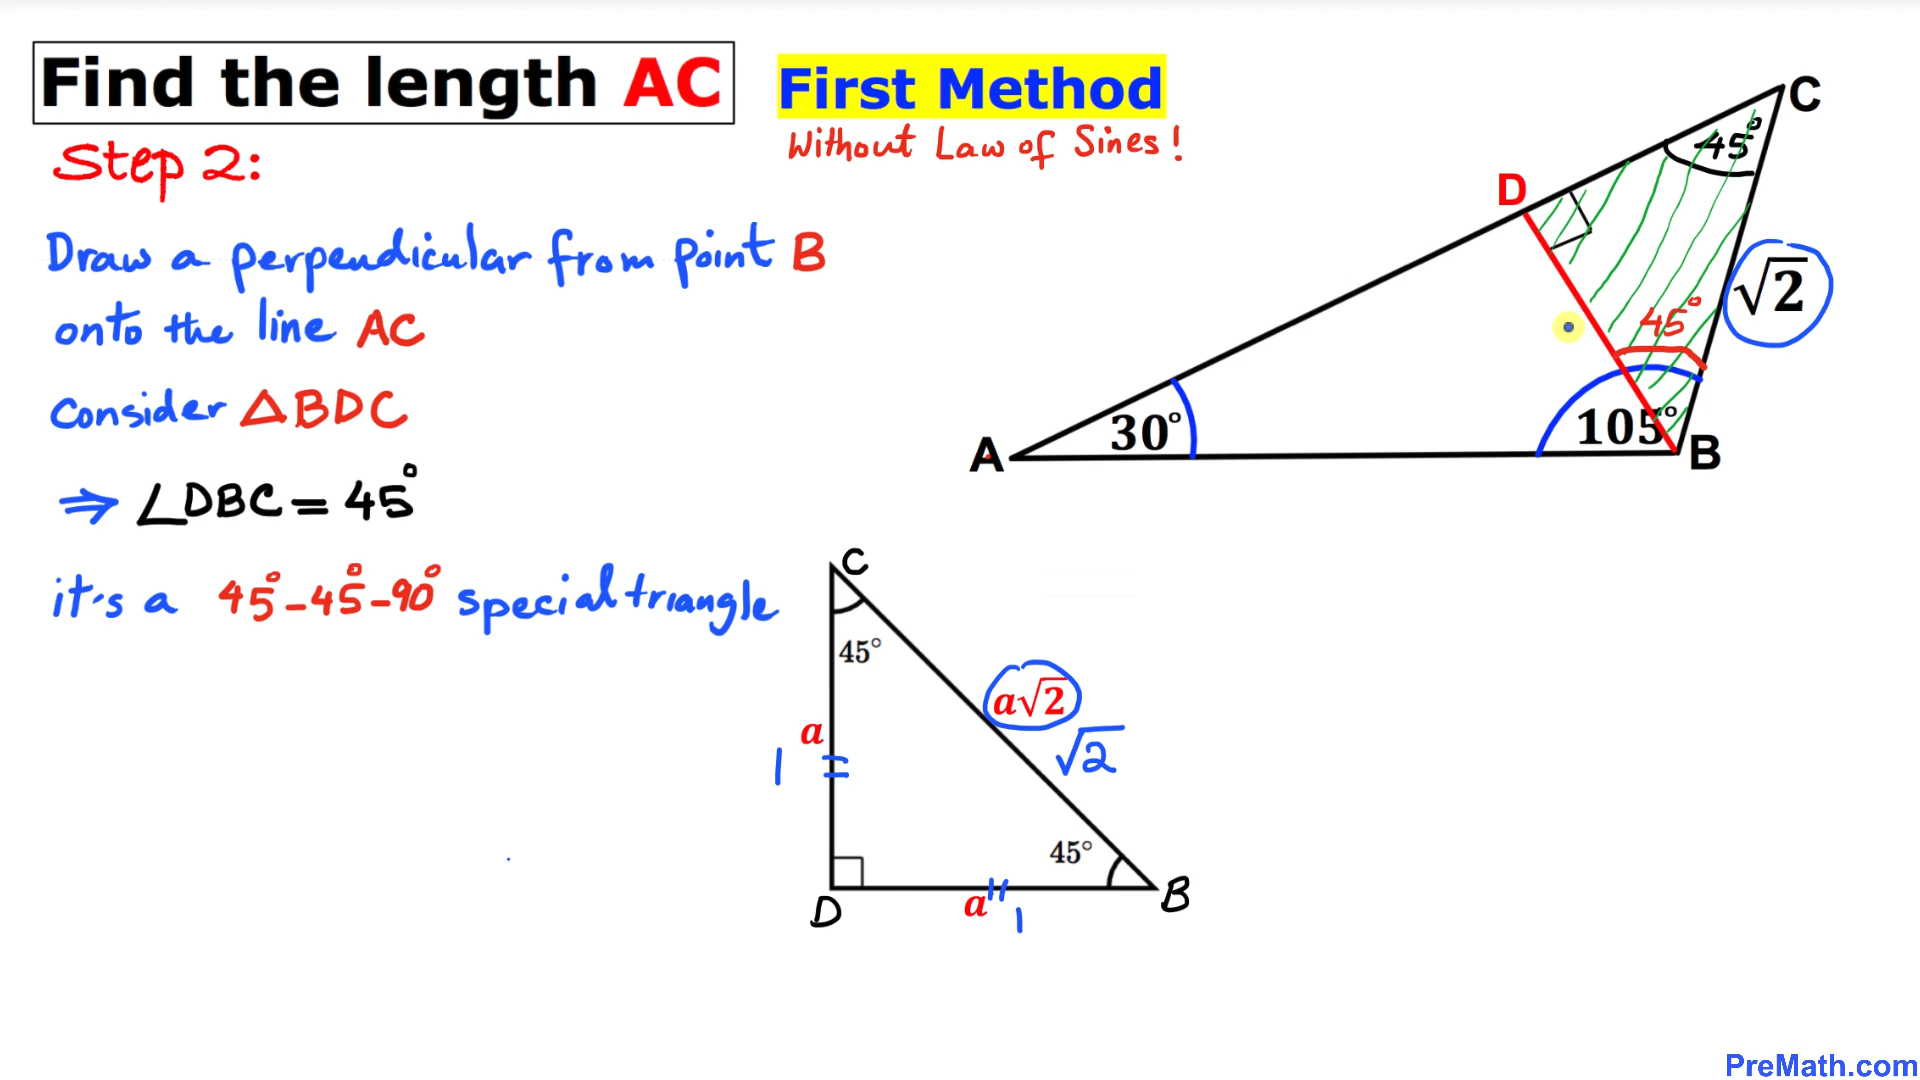 Find the length AC
First Method
Without Law of Sines!
Step 2:
Draw a perpendicular from point B
onto the line AC
Consider △BDC
⇒ ∠DBC = 45°
it's a 45°-45°-90° special triangle
C
45°
D
√2
45°
30°
105°
A
B
C
45°
a√2
a
√2
1
45°
D
a
1
B
PreMath.com